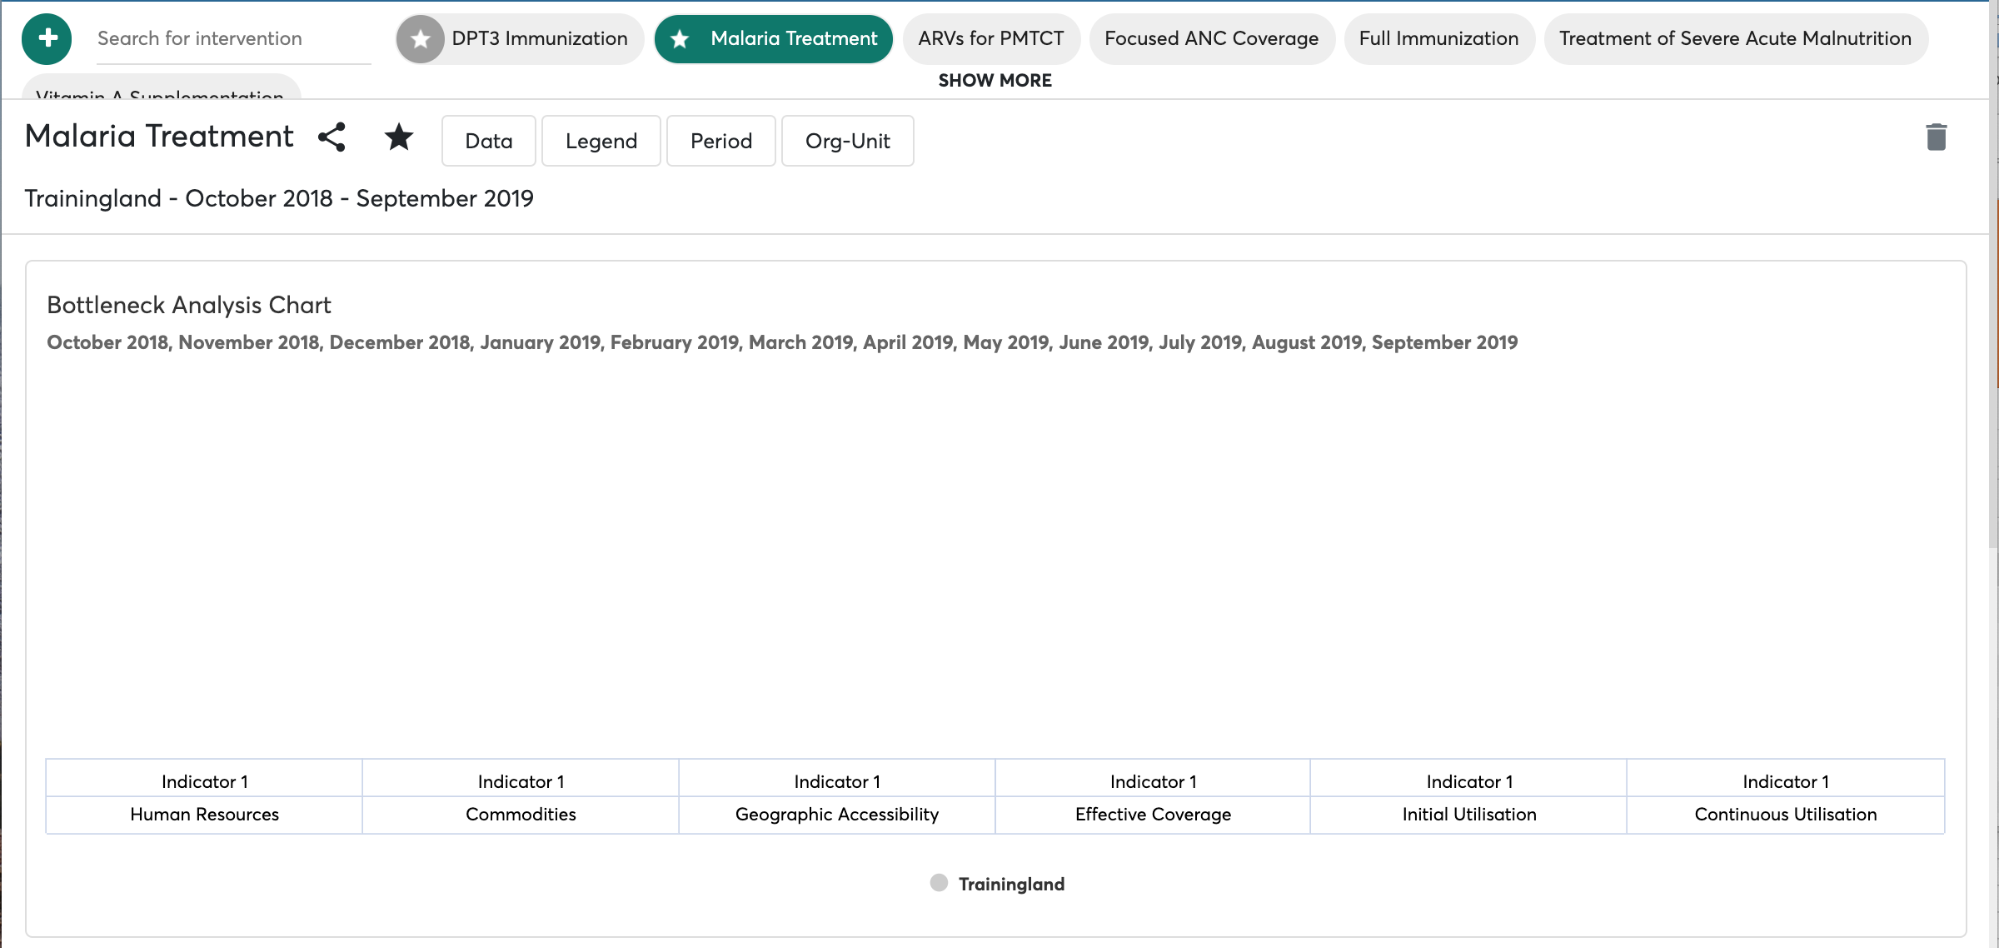 Search for intervention
DPT3 Immunization
Malaria Treatment
ARVs for PMTCT
Focused ANC Coverage
Full Immunization
Treatment of Severe Acute Malnutrition
SHOW MORE
Vitamin A Supplementation
Malaria Treatment
Data
Legend
Period
Org-Unit
Trainingland - October 2018 - September 2019
Bottleneck Analysis Chart
October 2018, November 2018, December 2018, January 2019, February 2019, March 2019, April 2019, May 2019, June 2019, July 2019, August 2019, September 2019
Indicator 1 Indicator 1 Indicator 1 Indicator 1 Indicator 1 Indicator 1
Human Resources Commodities Geographic Accessibility Effective Coverage Initial Utilisation Continuous Utilisation
Trainingland